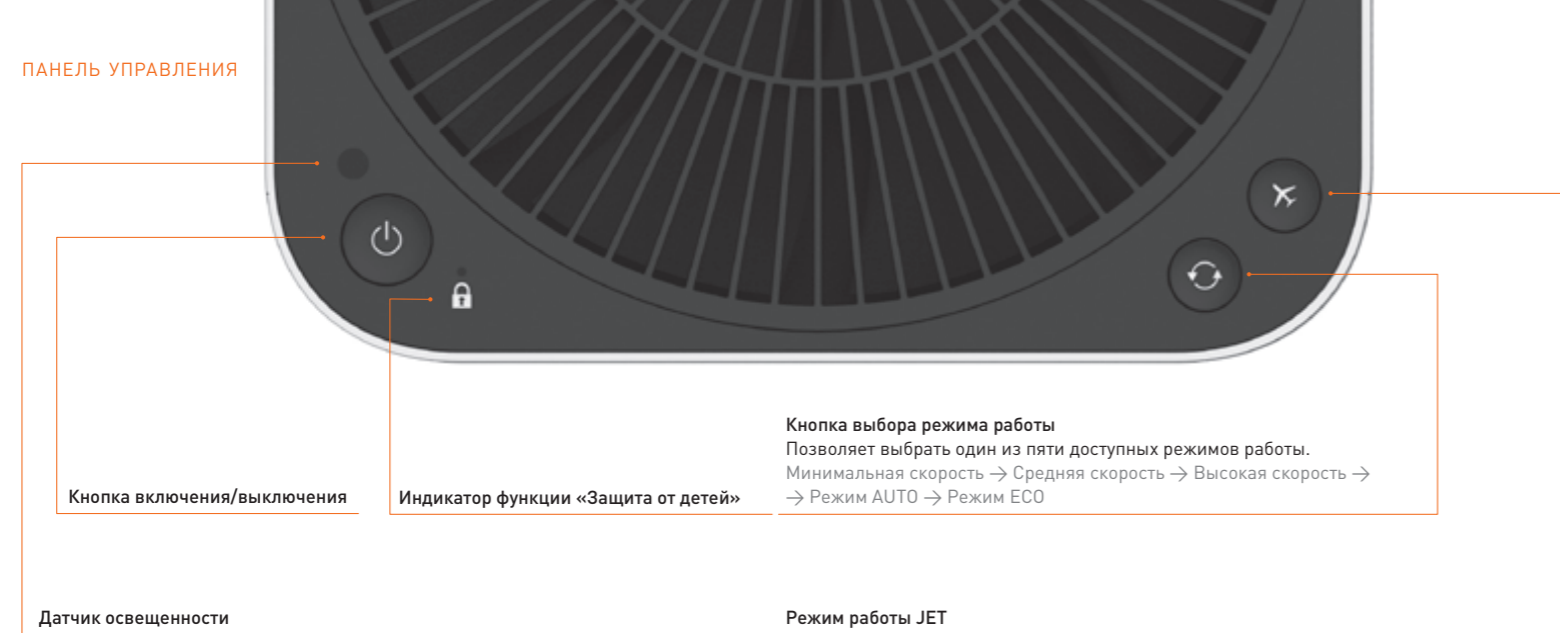 ПАНЕЛЬ УПРАВЛЕНИЯ
Кнопка включения/выключения
Индикатор функции «Защита от детей»
Кнопка выбора режима работы
Позволяет выбрать один из пяти доступных режимов работы.
Минимальная скорость → Средняя скорость → Высокая скорость →
→ Режим AUTO → Режим ECO
Датчик освещенности
Режим работы JET